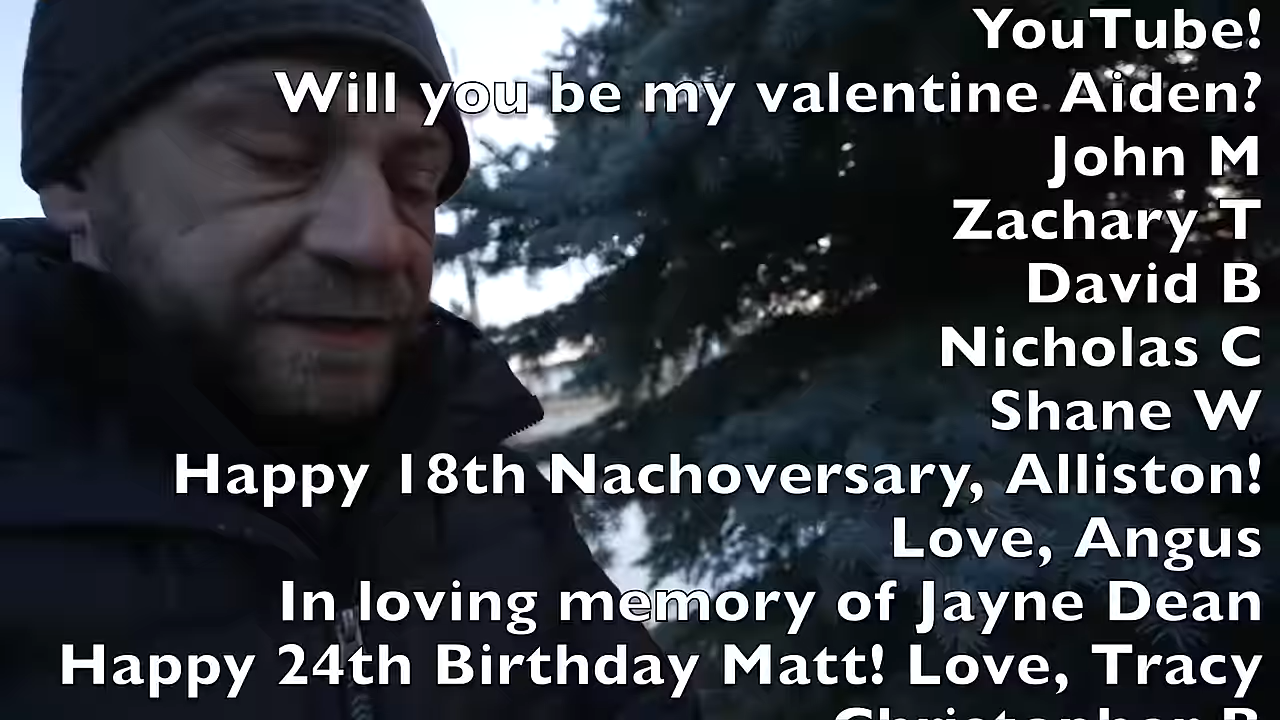 YouTube!
Will you be my valentine Aiden?
John M
Zachary T
David B
Nicholas C
Shane W
Happy 18th Nachoversary, Alliston!
Love, Angus
In loving memory of Jayne Dean
Happy 24th Birthday Matt! Love, Tracy